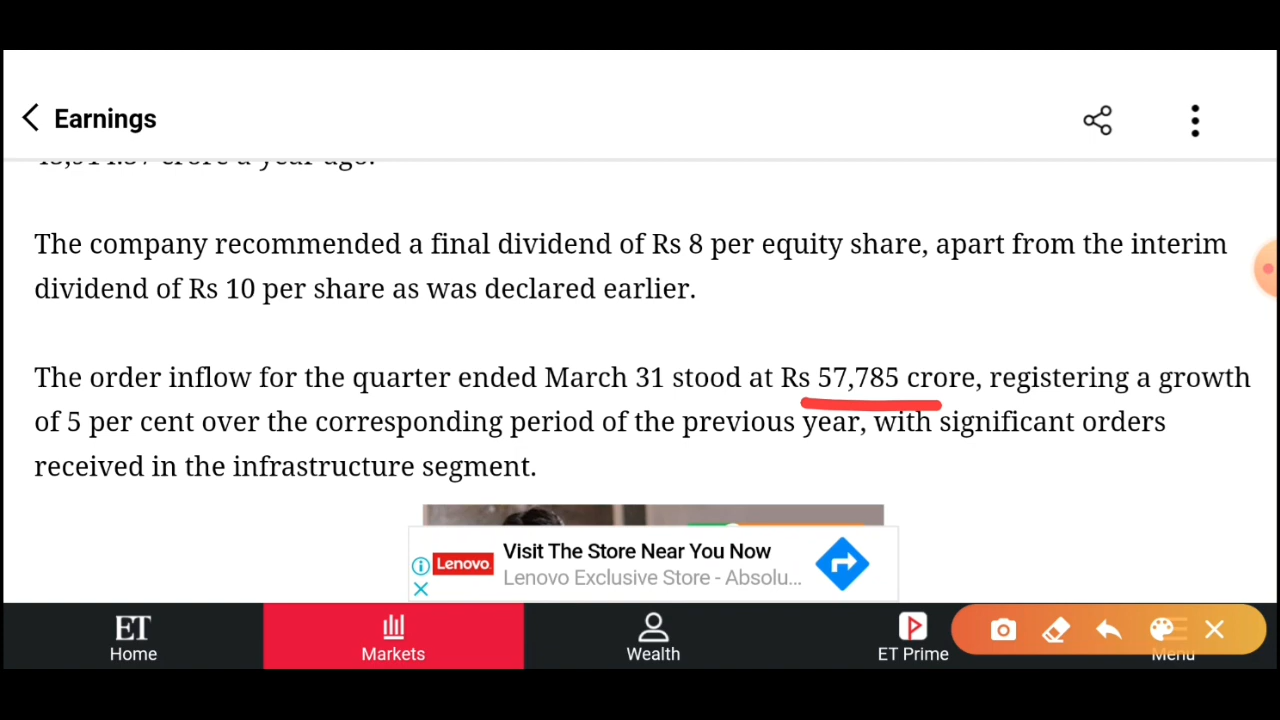 Earnings
crore a year ago.
The company recommended a final dividend of Rs 8 per equity share, apart from the interim
dividend of Rs 10 per share as was declared earlier.
The order inflow for the quarter ended March 31 stood at Rs 57,785 crore, registering a growth
of 5 per cent over the corresponding period of the previous year, with significant orders
received in the infrastructure segment.
Lenovo
Visit The Store Near You Now
Lenovo Exclusive Store - Absolu...
ET
Home
Markets
Wealth
ET Prime
Menu